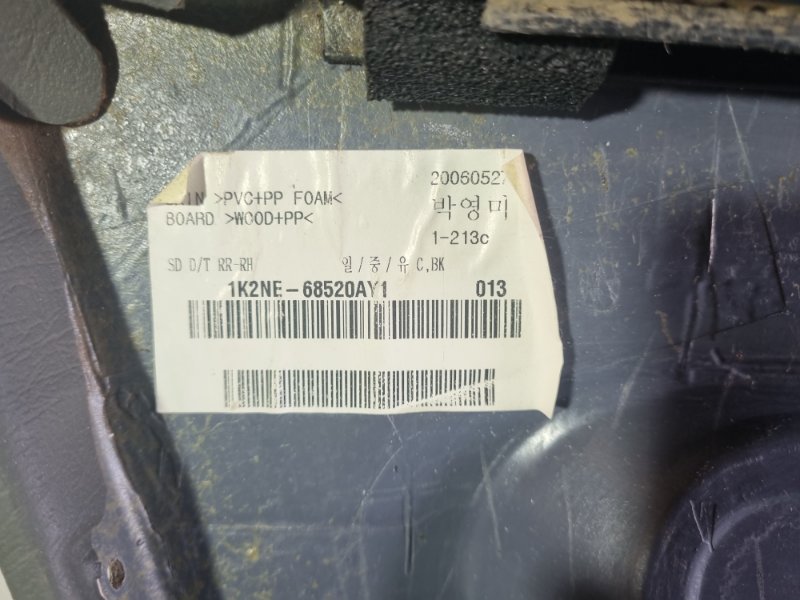 >PVC+PP FOAM<
BOARD >WOOD+PP<
20060527
박영미
1-213c
SD D/T RR-RH 일/중/유 C,BK
1K2NE-68520AY1 013